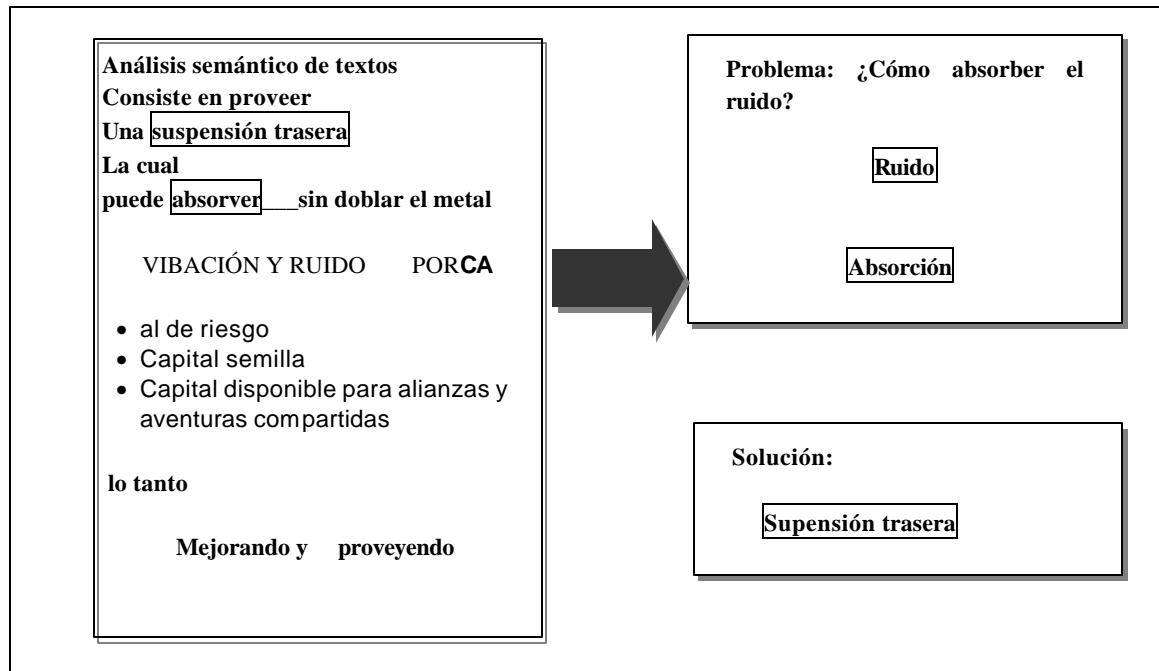 Análisis semántico de textos
Consiste en proveer
Una suspensión trasera
La cual
puede absorver___sin doblar el metal
VIBACIÓN Y RUIDO PORCA
• al de riesgo
• Capital semilla
• Capital disponible para alianzas y
aventuras compartidas
lo tanto
Mejorando y proveyendo
Problema: ¿Cómo absorber el
ruido?
Ruido
Absorción
Solución:
Supensión trasera